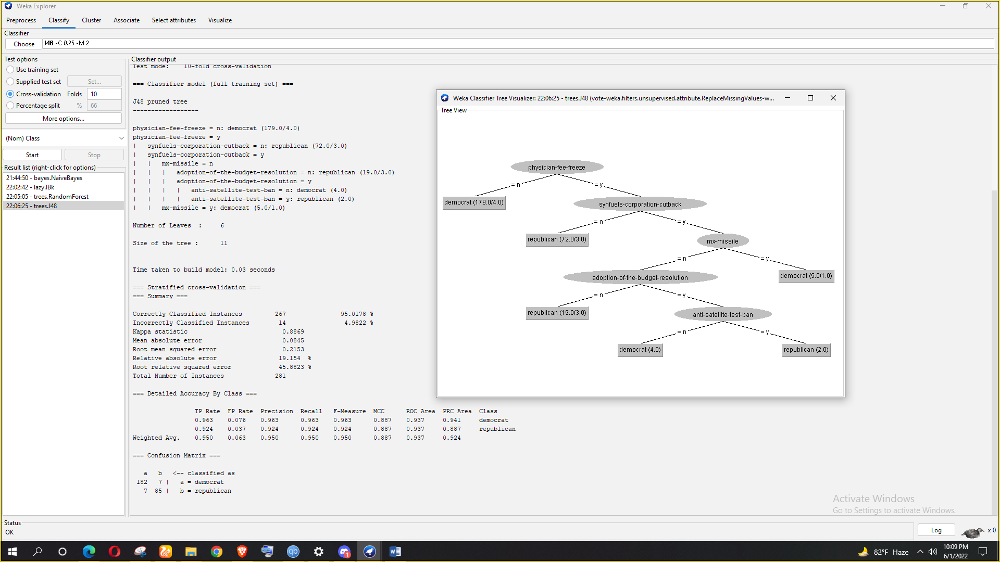 Weka Explorer
Preprocess Classify Cluster Associate Select attributes Visualize
Classifier
Choose J48 -C 0.25 -M 2
Test options
Use training set
Supplied test set Set...
Cross-validation Folds 10
Percentage split % 66
More options...
(Nom) Class
Start Stop
Result list (right-click for options)
21:44:50 - bayes.NaiveBayes
22:02:42 - lazy.IBk
22:05:05 - trees.RandomForest
22:06:25 - trees.J48
Classifier output
Test mode: 10-fold cross-validation
=== Classifier model (full training set) ===
J48 pruned tree
------------------
physician-fee-freeze = n: democrat (179.0/4.0)
physician-fee-freeze = y
| synfuels-corporation-cutback = n: republican (72.0/3.0)
| synfuels-corporation-cutback = y
| | mx-missile = n
| | | adoption-of-the-budget-resolution = n: republican (19.0/3.0)
| | | adoption-of-the-budget-resolution = y
| | | | anti-satellite-test-ban = n: democrat (4.0)
| | | | anti-satellite-test-ban = y: republican (2.0)
| | mx-missile = y: democrat (5.0/1.0)
Number of Leaves : 6
Size of the tree : 11
Time taken to build model: 0.03 seconds
=== Stratified cross-validation ===
=== Summary ===
Correctly Classified Instances 267 95.0178 %
Incorrectly Classified Instances 14 4.9822 %
Kappa statistic 0.8869
Mean absolute error 0.0845
Root mean squared error 0.2153
Relative absolute error 19.154 %
Root relative squared error 45.8823 %
Total Number of Instances 281
=== Detailed Accuracy By Class ===
TP Rate FP Rate Precision Recall F-Measure MCC ROC Area PRC Area Class
0.963 0.076 0.963 0.963 0.963 0.887 0.937 0.941 democrat
0.924 0.037 0.924 0.924 0.924 0.887 0.937 0.887 republican
Weighted Avg. 0.950 0.063 0.950 0.950 0.950 0.887 0.937 0.924
=== Confusion Matrix ===
a b <-- classified as
182 7 | a = democrat
7 85 | b = republican
Weka Classifier Tree Visualizer: 22:06:25 - trees.J48 (vote-weka.filters.unsupervised.attribute.ReplaceMissingValues-w...
Tree View
physician-fee-freeze
= n = y
democrat (179.0/4.0) synfuels-corporation-cutback
= n = y
republican (72.0/3.0) mx-missile
= n = y
adoption-of-the-budget-resolution democrat (5.0/1.0)
= n = y
republican (19.0/3.0) anti-satellite-test-ban
= n = y
democrat (4.0) republican (2.0)
Activate Windows
Go to Settings to activate Windows.
Status
OK
Log x 0
qb 1 82°F Haze 10:09 PM
6/1/2022